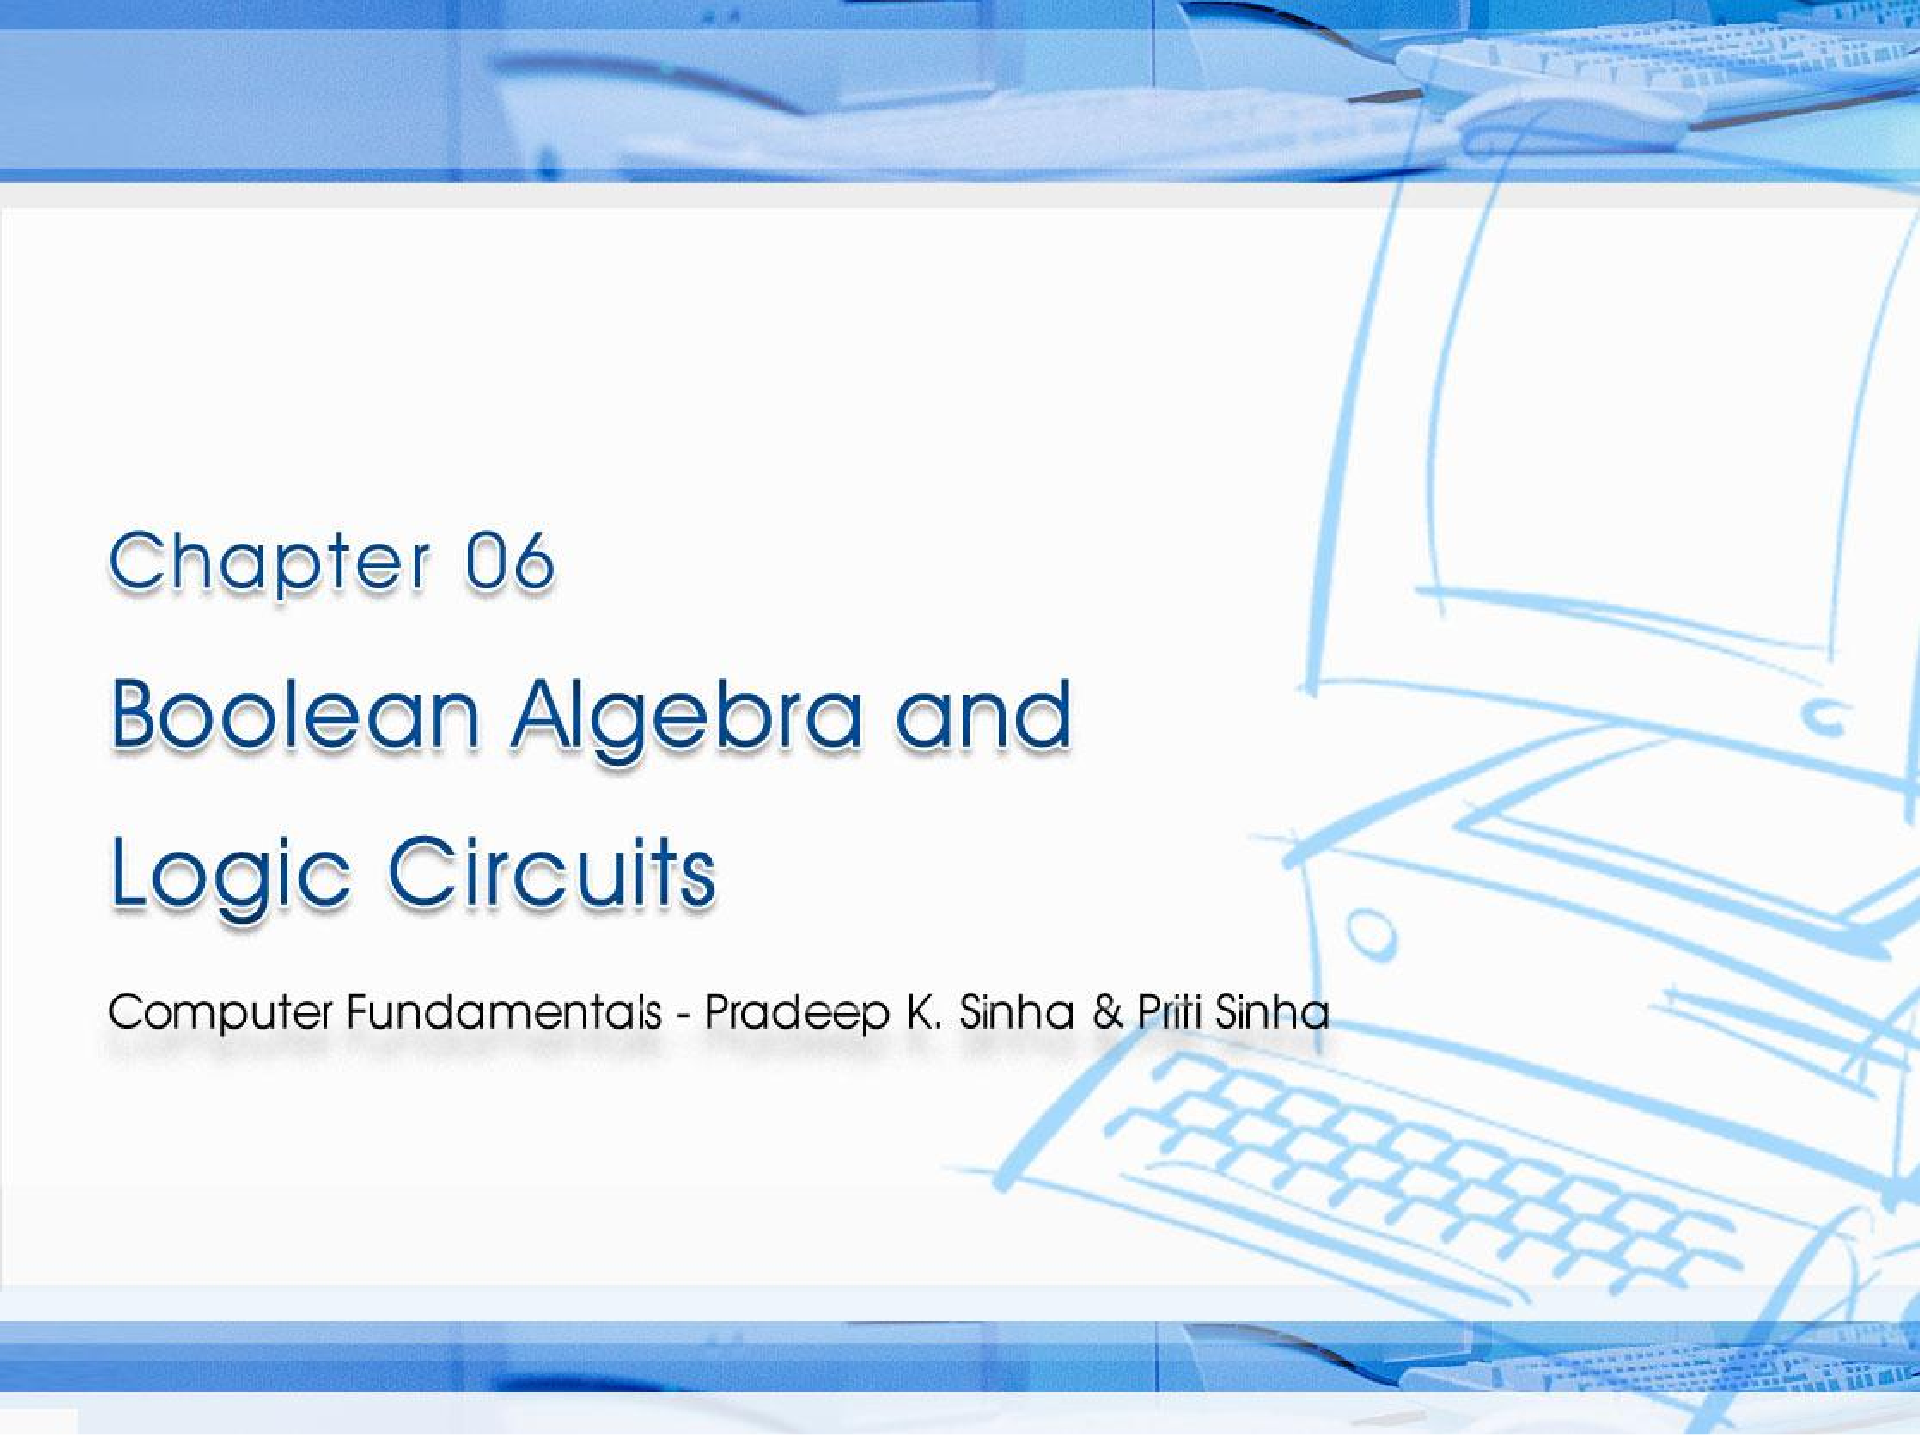 Chapter 06
Boolean Algebra and
Logic Circuits
Computer Fundamentals - Pradeep K. Sinha & Priti Sinha